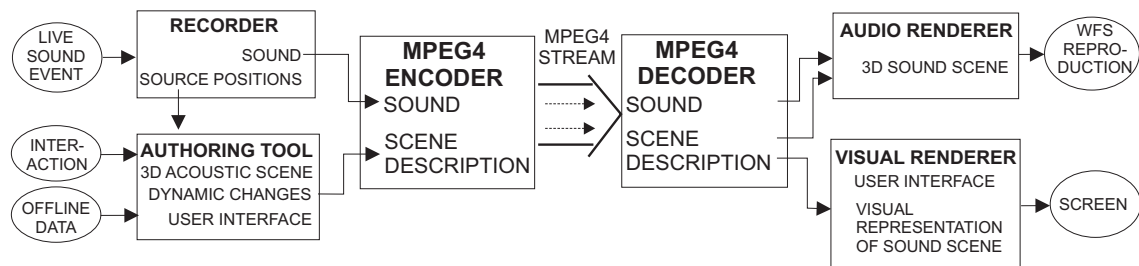 LIVE
SOUND
EVENT
RECORDER
SOUND
SOURCE POSITIONS
INTER-
ACTION
OFFLINE
DATA
AUTHORING TOOL
3D ACOUSTIC SCENE
DYNAMIC CHANGES
USER INTERFACE
MPEG4
ENCODER
SOUND
SCENE
DESCRIPTION
MPEG4
STREAM
MPEG4
DECODER
SOUND
SCENE
DESCRIPTION
AUDIO RENDERER
3D SOUND SCENE
WFS
REPRO-
DUCTION
VISUAL RENDERER
USER INTERFACE
VISUAL
REPRESENTATION
OF SOUND SCENE
SCREEN